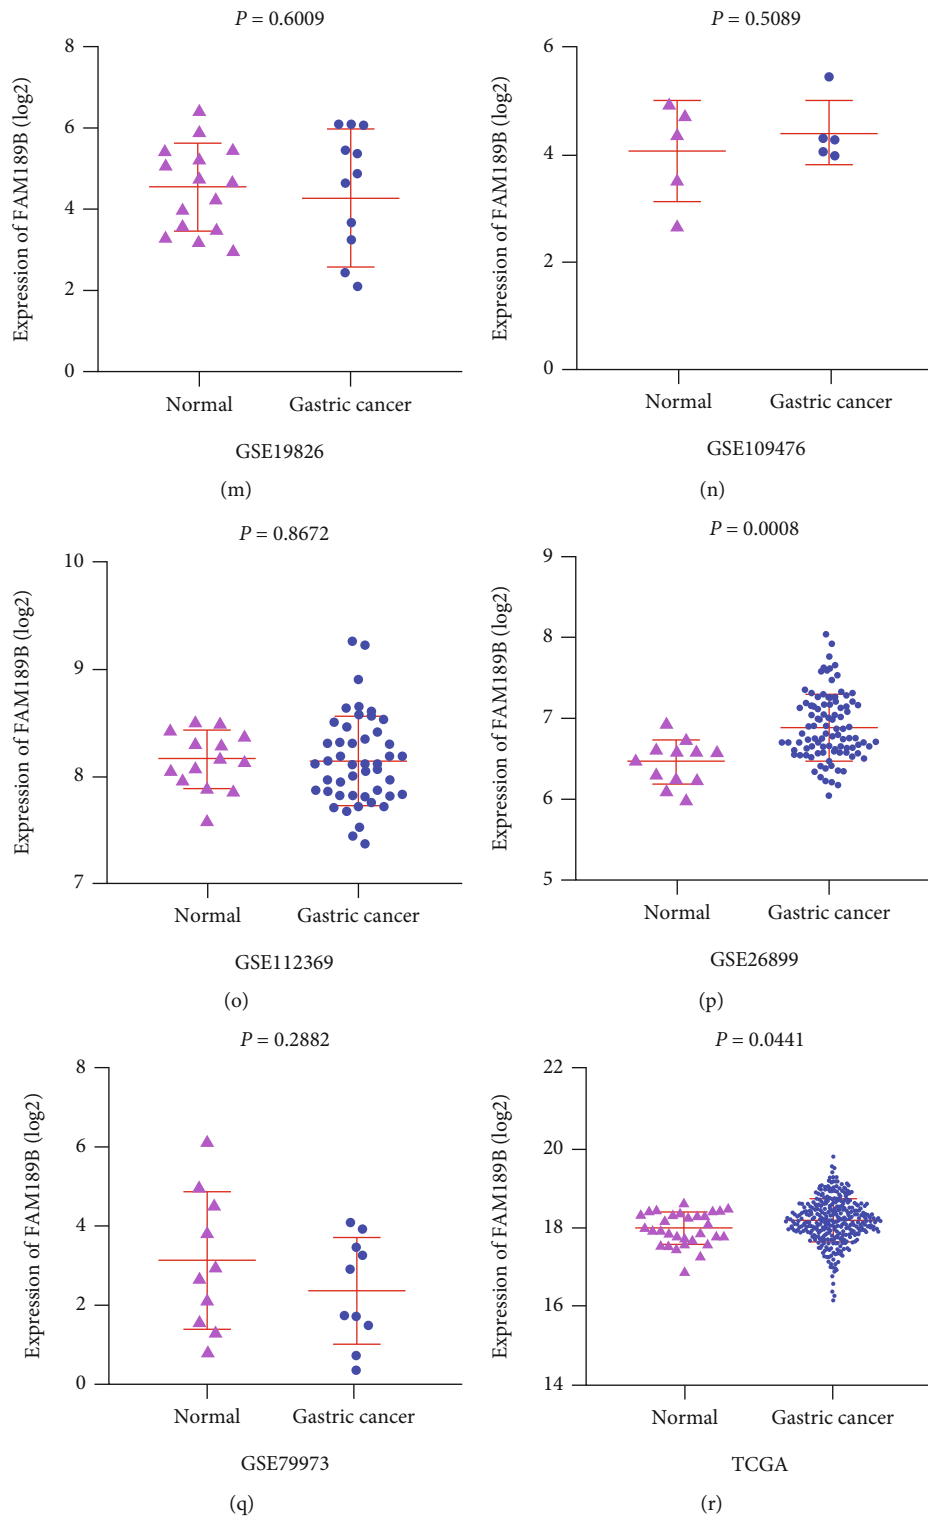 P = 0.6009
Expression of FAM189B (log2)
8
6
4
2
0
Normal
Gastric cancer
GSE19826
(m)
P = 0.5089
Expression of FAM189B (log2)
6
4
2
0
Normal
Gastric cancer
GSE109476
(n)
P = 0.8672
Expression of FAM189B (log2)
10
9
8
7
Normal
Gastric cancer
GSE112369
(o)
P = 0.0008
Expression of FAM189B (log2)
9
8
7
6
5
Normal
Gastric cancer
GSE26899
(p)
P = 0.2882
Expression of FAM189B (log2)
8
6
4
2
0
Normal
Gastric cancer
GSE79973
(q)
P = 0.0441
Expression of FAM189B (log2)
22
20
18
16
14
Normal
Gastric cancer
TCGA
(r)